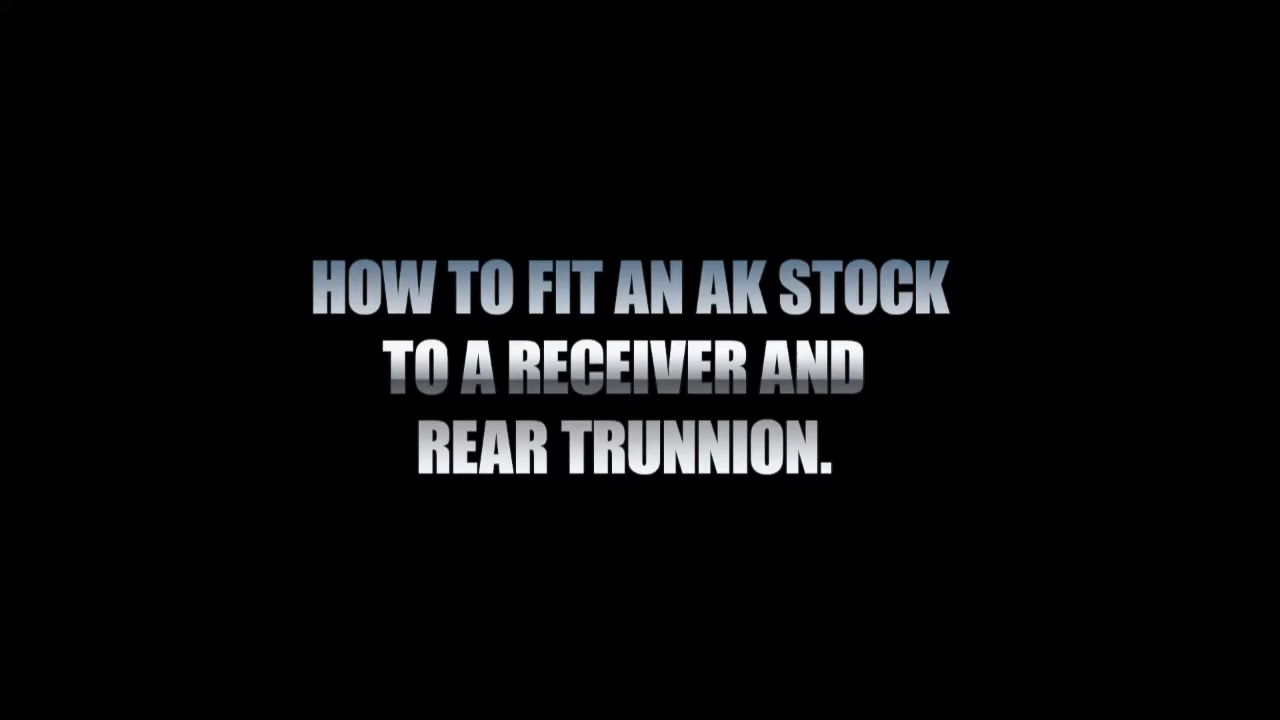 HOW TO FIT AN AK STOCK
TO A RECEIVER AND
REAR TRUNNION.